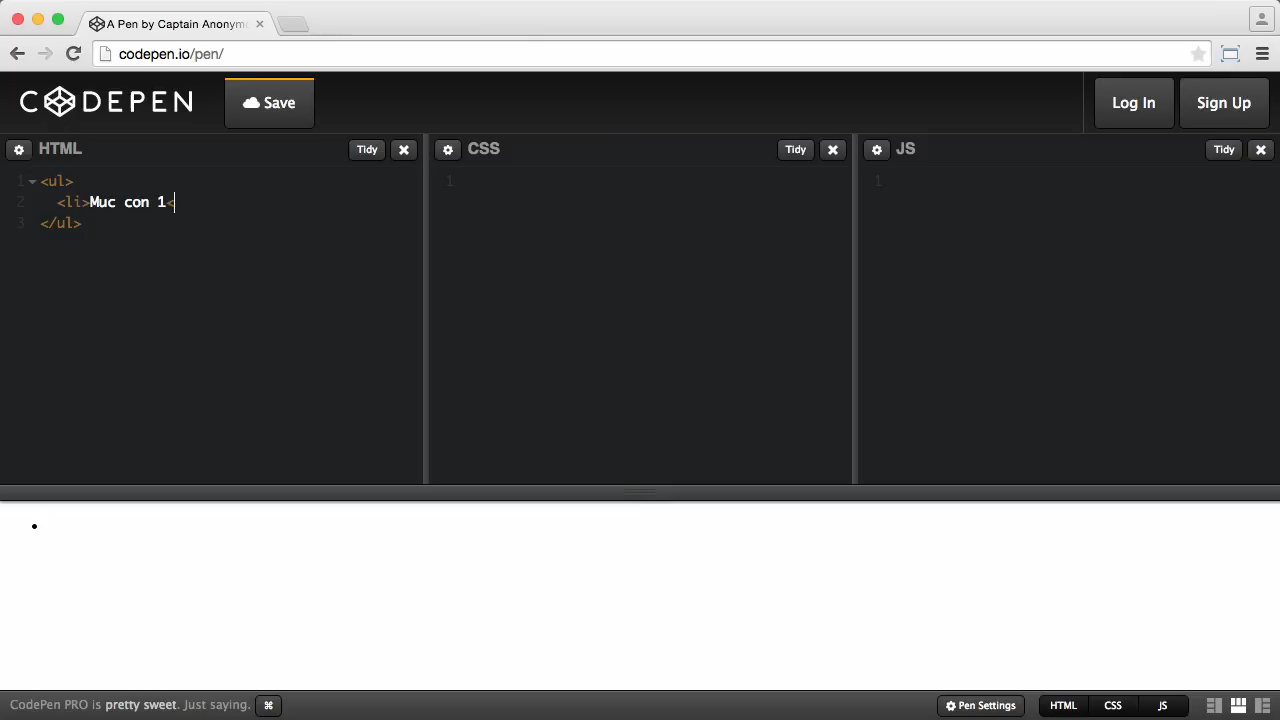 A Pen by Captain Anonym
codepen.io/pen/
CODEPEN
Save
Log In
Sign Up
HTML
Tidy
CSS
Tidy
JS
Tidy
1 <ul>
2 <li>Muc con 1<
3 </ul>
1
1
CodePen PRO is pretty sweet. Just saying.
⌘
Pen Settings
HTML
CSS
JS